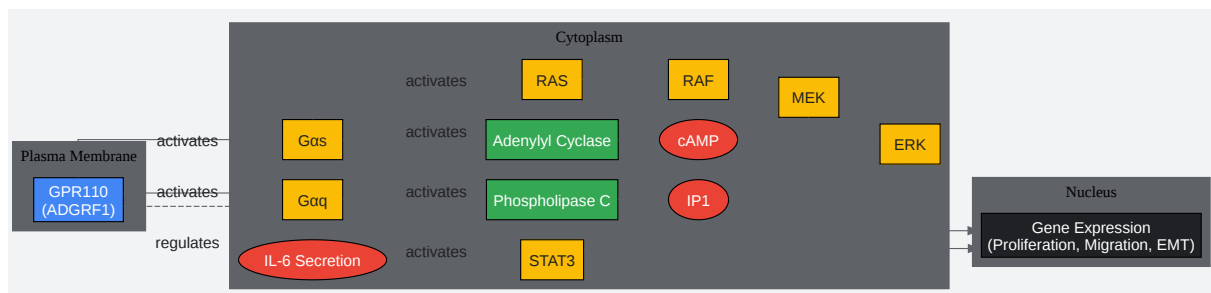 Cytoplasm
activates
RAS
RAF
MEK
activates
Gαs
activates
Adenylyl Cyclase
cAMP
ERK
Plasma Membrane
GPR110
(ADGRF1)
activates
Gαq
activates
Phospholipase C
IP1
Nucleus
Gene Expression
(Proliferation, Migration, EMT)
regulates
IL-6 Secretion
activates
STAT3